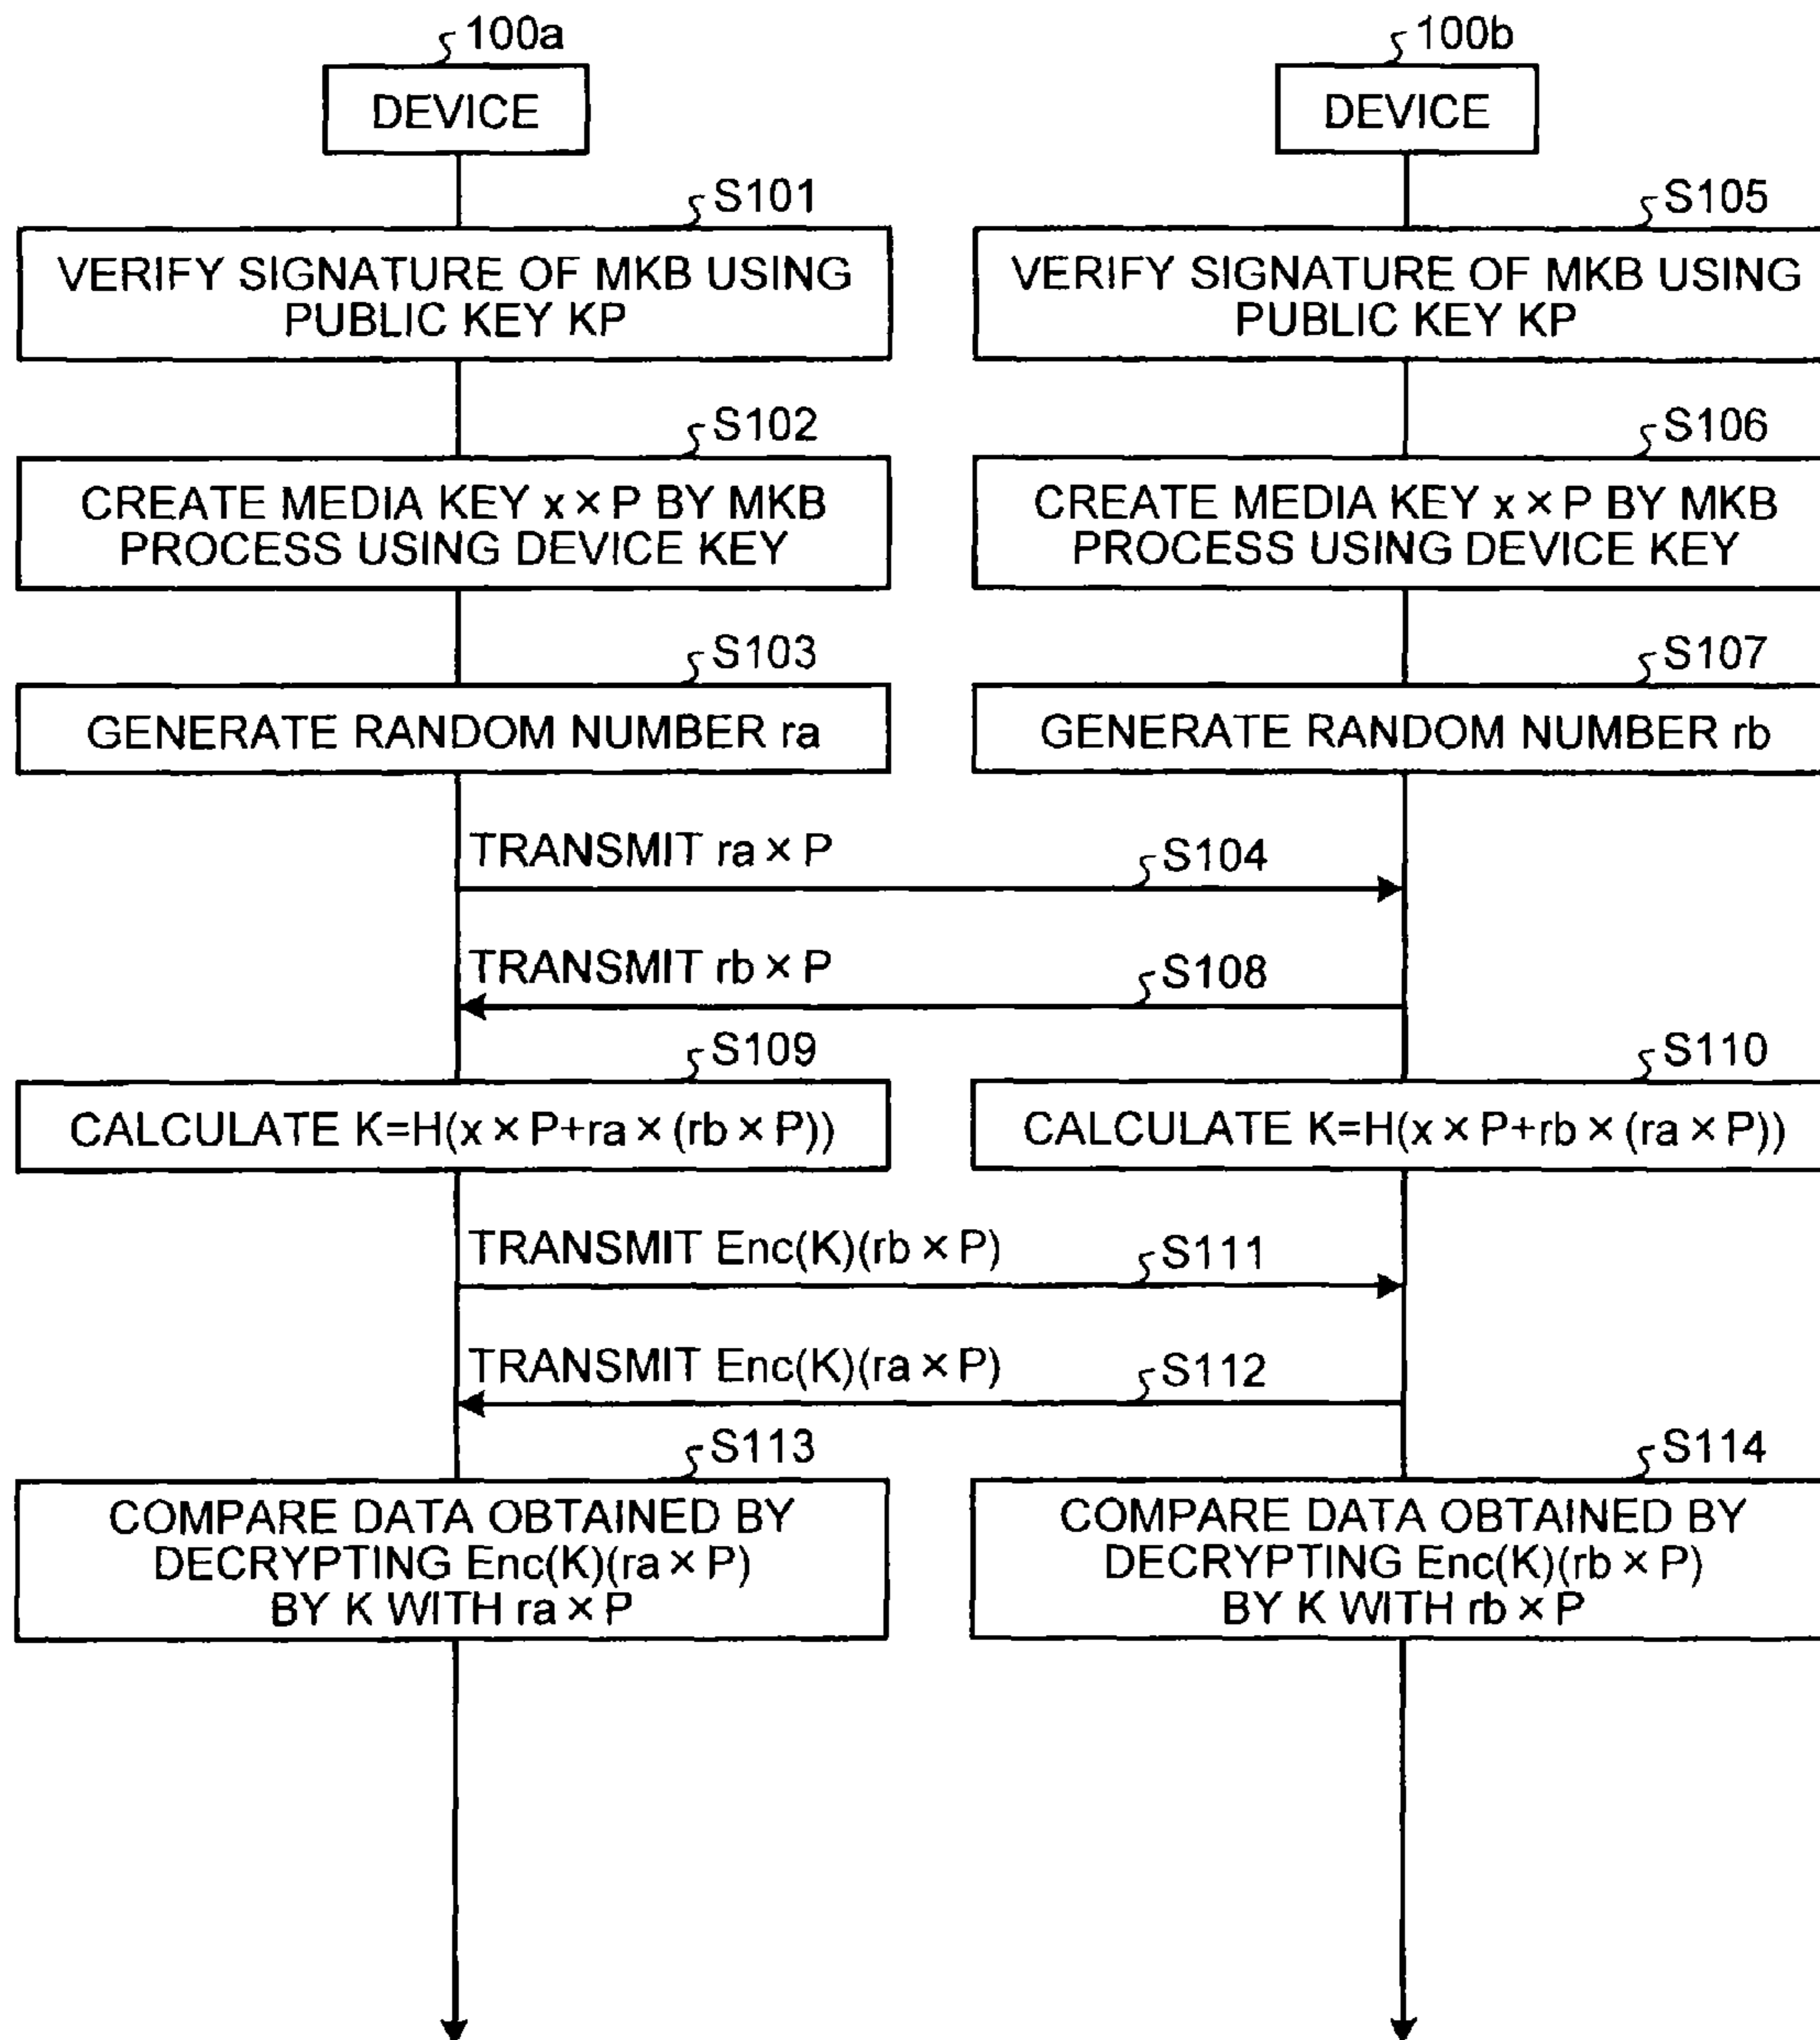 100a
100b
DEVICE
DEVICE
S101
S105
VERIFY SIGNATURE OF MKB USING
PUBLIC KEY KP
VERIFY SIGNATURE OF MKB USING
PUBLIC KEY KP
S102
S106
CREATE MEDIA KEY x × P BY MKB
PROCESS USING DEVICE KEY
CREATE MEDIA KEY x × P BY MKB
PROCESS USING DEVICE KEY
S103
S107
GENERATE RANDOM NUMBER ra
GENERATE RANDOM NUMBER rb
TRANSMIT ra × P
S104
TRANSMIT rb × P
S108
S109
S110
CALCULATE K=H(x × P+ra × (rb × P))
CALCULATE K=H(x × P+rb × (ra × P))
TRANSMIT Enc(K)(rb × P)
S111
TRANSMIT Enc(K)(ra × P)
S112
S113
S114
COMPARE DATA OBTAINED BY
DECRYPTING Enc(K)(ra × P)
BY K WITH ra × P
COMPARE DATA OBTAINED BY
DECRYPTING Enc(K)(rb × P)
BY K WITH rb × P